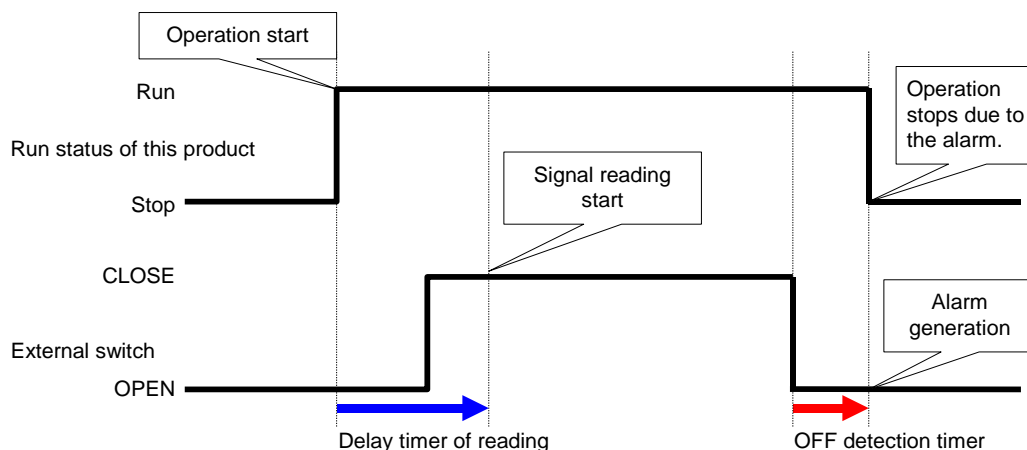 Operation start
Run
Operation
stops due to
the alarm.
Run status of this product
Signal reading
start
Stop
CLOSE
Alarm
generation
External switch
OPEN
Delay timer of reading
OFF detection timer